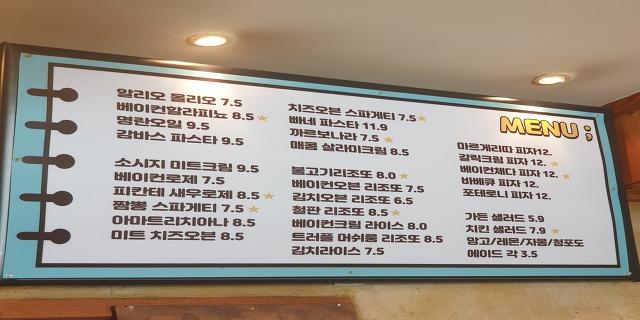 MENU ;
알리오 올리오 7.5
베이컨할라피뇨 8.5
명란오일 9.5
감바스 파스타 9.5
소시지 미트크림 9.5
베이컨로제 7.5
피칸테 새우로제 8.5
짬뽕 스파게티 7.5
아마트리치아나 8.5
미트 치즈오븐 8.5
치즈오븐 스파게티 7.5
빠네 파스타 11.9
까르보나라 7.5
매콤 살라미크림 8.5
불고기리조또 8.0
베이컨오븐 리조또 7.5
김치오븐 리조또 6.5
철판 리조또 8.5
베이컨크림 라이스 8.0
트러플 머쉬룸 리조또 8.5
김치라이스 7.5
마르게리따 피자12.
갈릭크림 피자 12.
베이컨체다 피자 12.
바베큐 피자 12.
포테로니 피자 12.
가든 샐러드 5.9
치킨 샐러드 7.9
망고/레몬/자몽/청포도
에이드 각 3.5